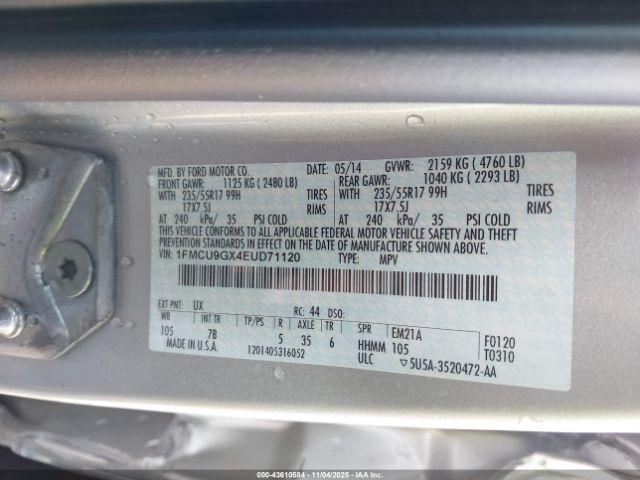 MFD. BY FORD MOTOR CO.
DATE: 05/14 GVWR: 2159 KG ( 4760 LB)
FRONT GAWR: 1125 KG ( 2480 LB) REAR GAWR: 1040 KG ( 2293 LB)
WITH 235/55R17 99H TIRES WITH 235/55R17 99H TIRES
17X7.5J RIMS 17X7.5J RIMS
AT 240 kPa/ 35 PSI COLD AT 240 kPa/ 35 PSI COLD
THIS VEHICLE CONFORMS TO ALL APPLICABLE FEDERAL MOTOR VEHICLE SAFETY AND THEFT
PREVENTION STANDARDS IN EFFECT ON THE DATE OF MANUFACTURE SHOWN ABOVE.
VIN: 1FMCU9GX4EUD71120 TYPE: MPV
EXT PNT: UX RC: 44 DSO:
WB INT TR TP/PS R AXLE TR SPR EM21A F0120
105 7B 5 35 6 HHMM 105 T0310
MADE IN U.S.A. 1201405316052 ULC ▽5U5A-3520472-AA
000-43610584 - 11/04/2025 -